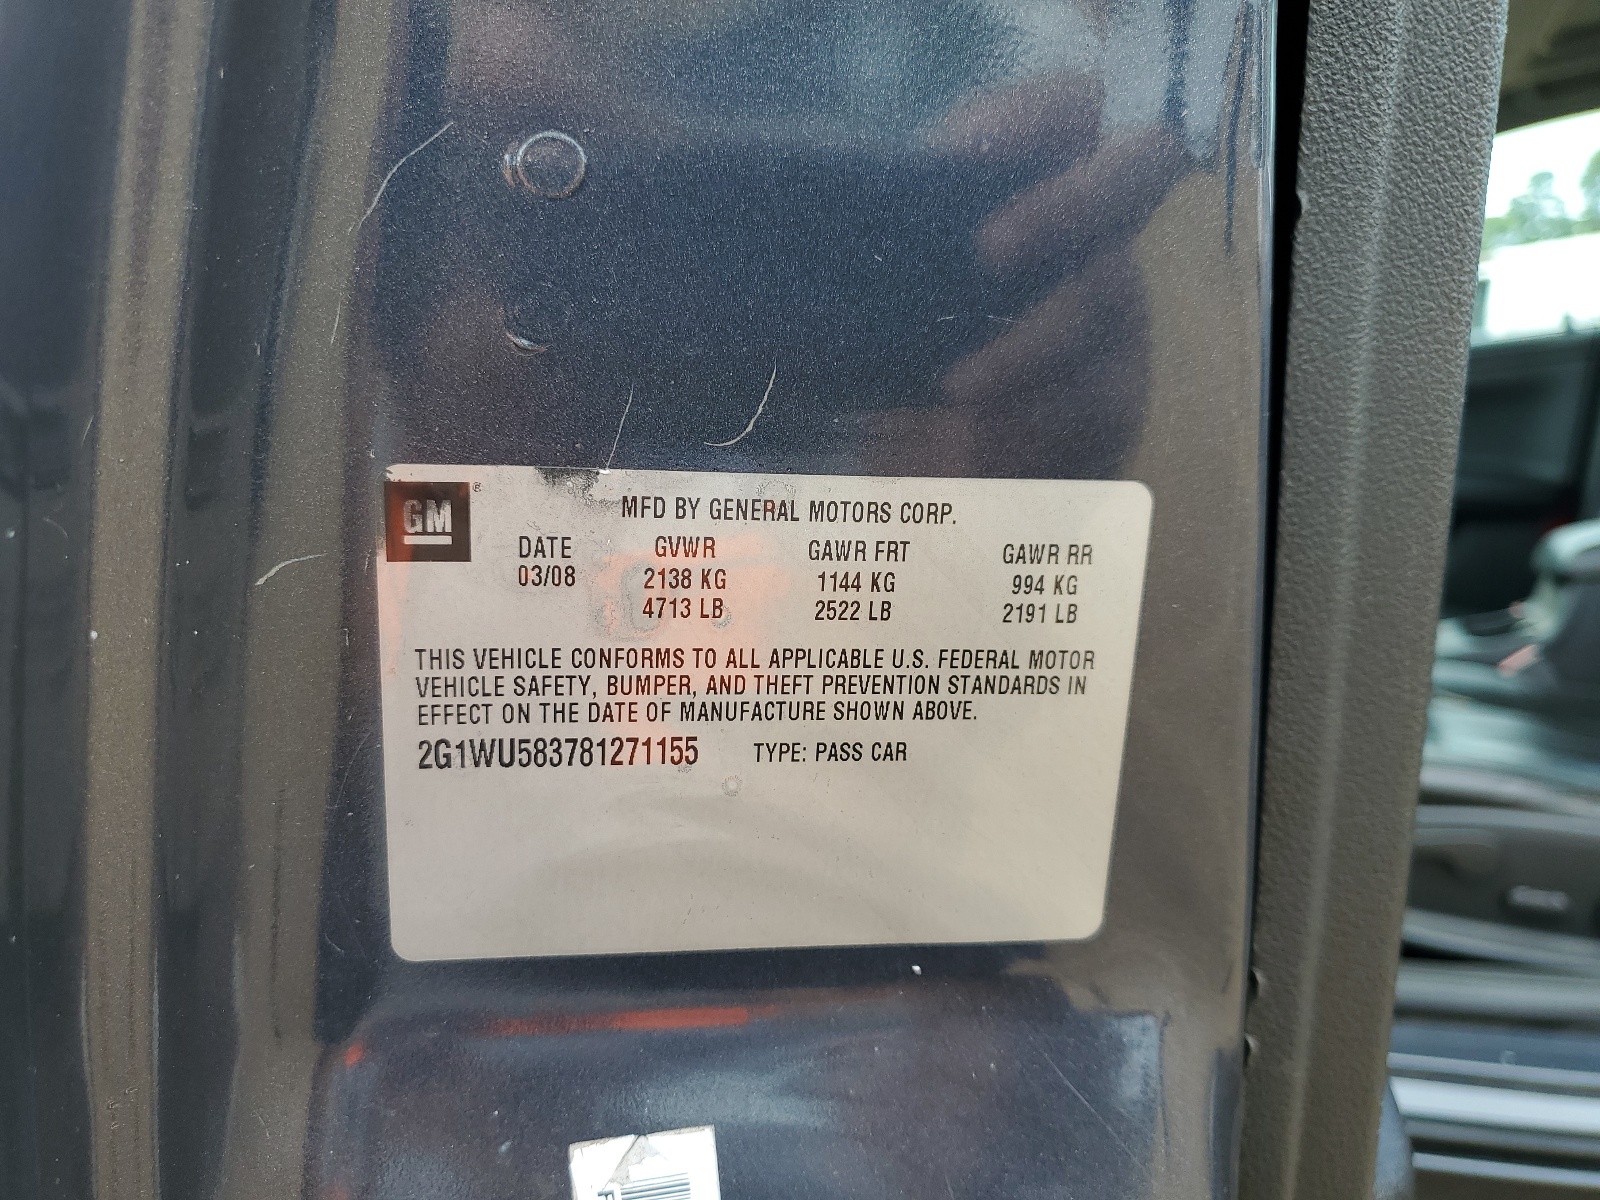 GM ®
MFD BY GENERAL MOTORS CORP.
DATE GVWR GAWR FRT GAWR RR
03/08 2138 KG 1144 KG 994 KG
4713 LB 2522 LB 2191 LB
THIS VEHICLE CONFORMS TO ALL APPLICABLE U.S. FEDERAL MOTOR
VEHICLE SAFETY, BUMPER, AND THEFT PREVENTION STANDARDS IN
EFFECT ON THE DATE OF MANUFACTURE SHOWN ABOVE.
2G1WU583781271155 TYPE: PASS CAR